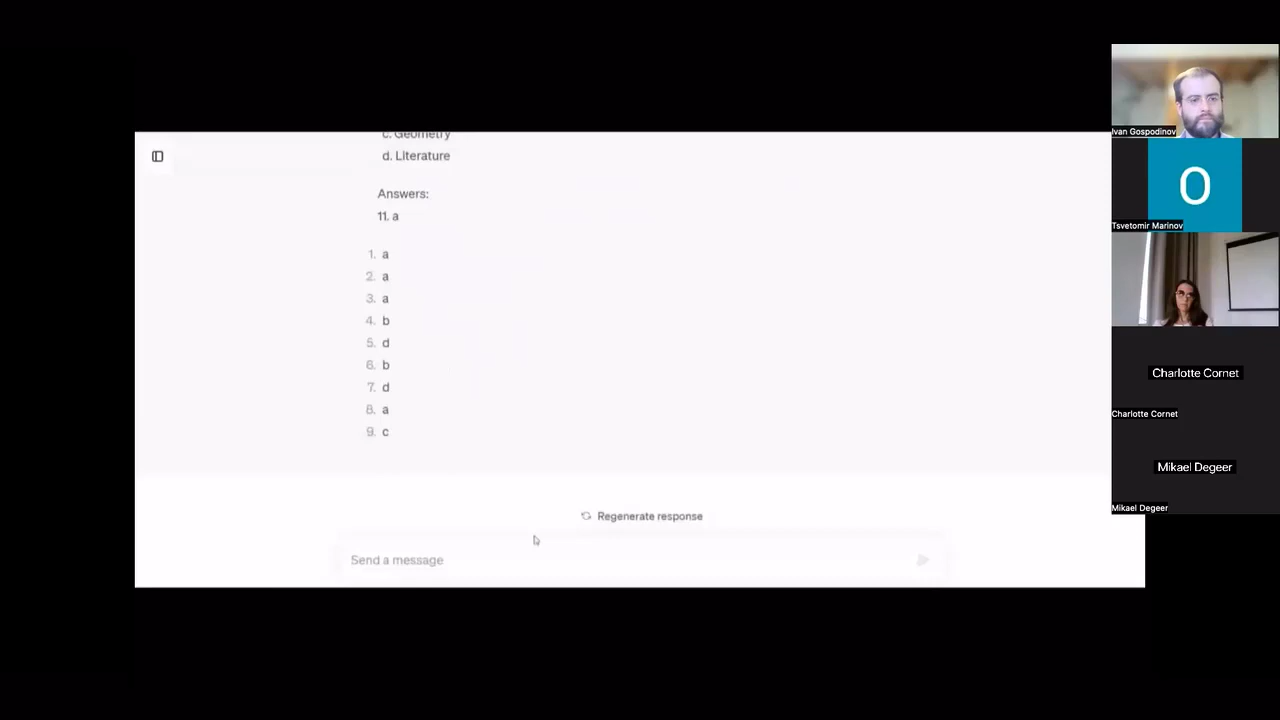 c. Geometry
d. Literature
Answers:
11. a
1. a
2. a
3. a
4. b
5. d
6. b
7. d
8. a
9. c
Regenerate response
Send a message
Ivan Gospodinov
O
Tsvetomir Marinov
Charlotte Cornet
Charlotte Cornet
Mikael Degeer
Mikael Degeer